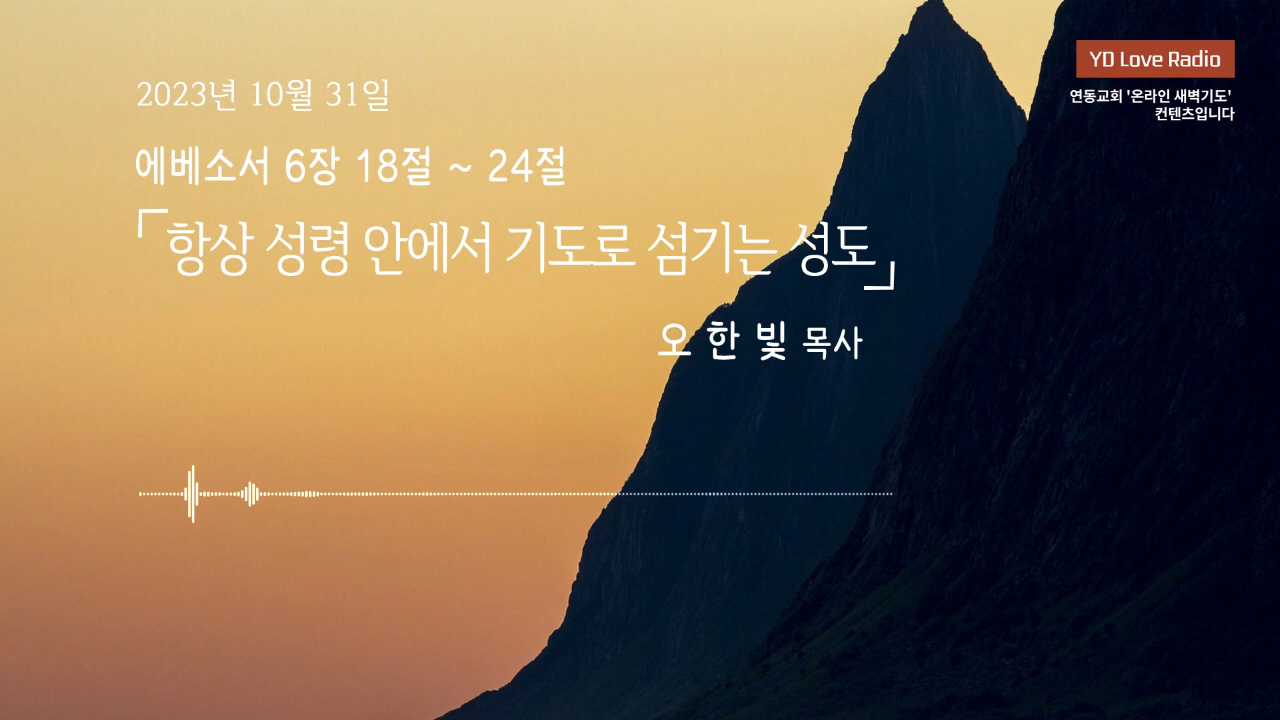 2023년 10월 31일
에베소서 6장 18절 ~ 24절
「항상 성령 안에서 기도로 섬기는 성도」
오 한 빛 목사
YD Love Radio
연동교회 '온라인 새벽기도'
컨텐츠입니다